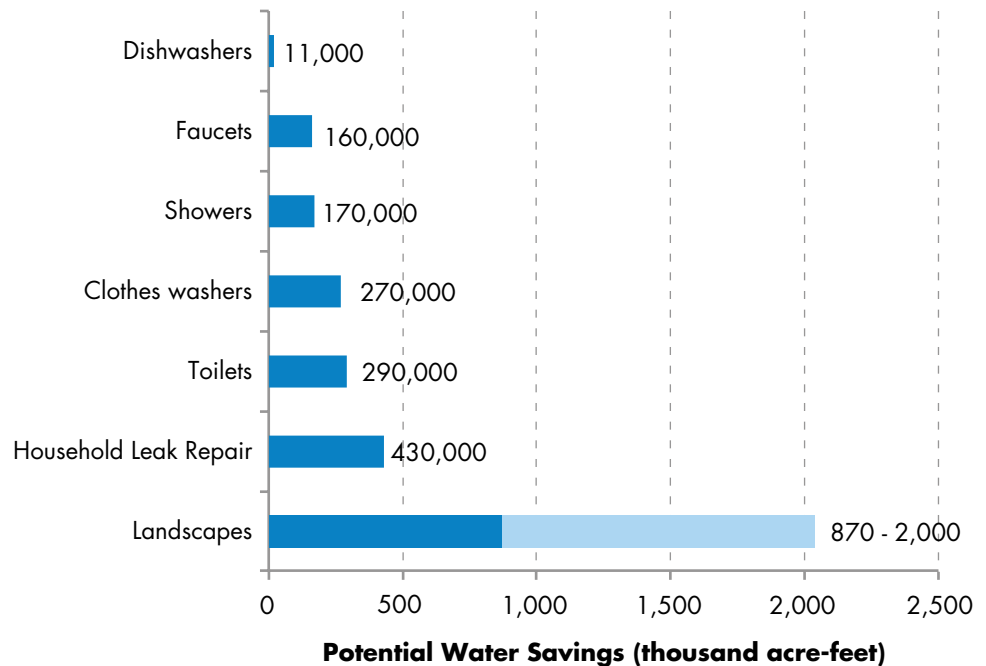 Dishwashers 11,000
Faucets 160,000
Showers 170,000
Clothes washers 270,000
Toilets 290,000
Household Leak Repair 430,000
Landscapes 870 - 2,000
0 500 1,000 1,500 2,000 2,500
Potential Water Savings (thousand acre-feet)